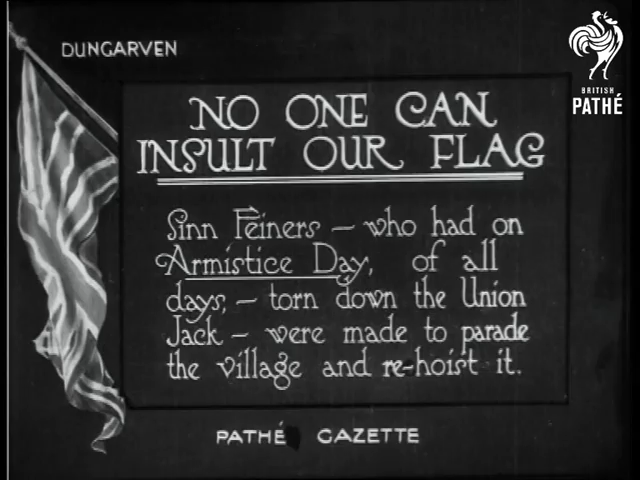 DUNGARVEN
BRITISH
PATHÉ
NO ONE CAN
INSULT OUR FLAG
Sinn Feiners – who had on
Armistice Day, of all
days, – torn down the Union
Jack – were made to parade
the village and re-hoist it.
PATHÉ GAZETTE